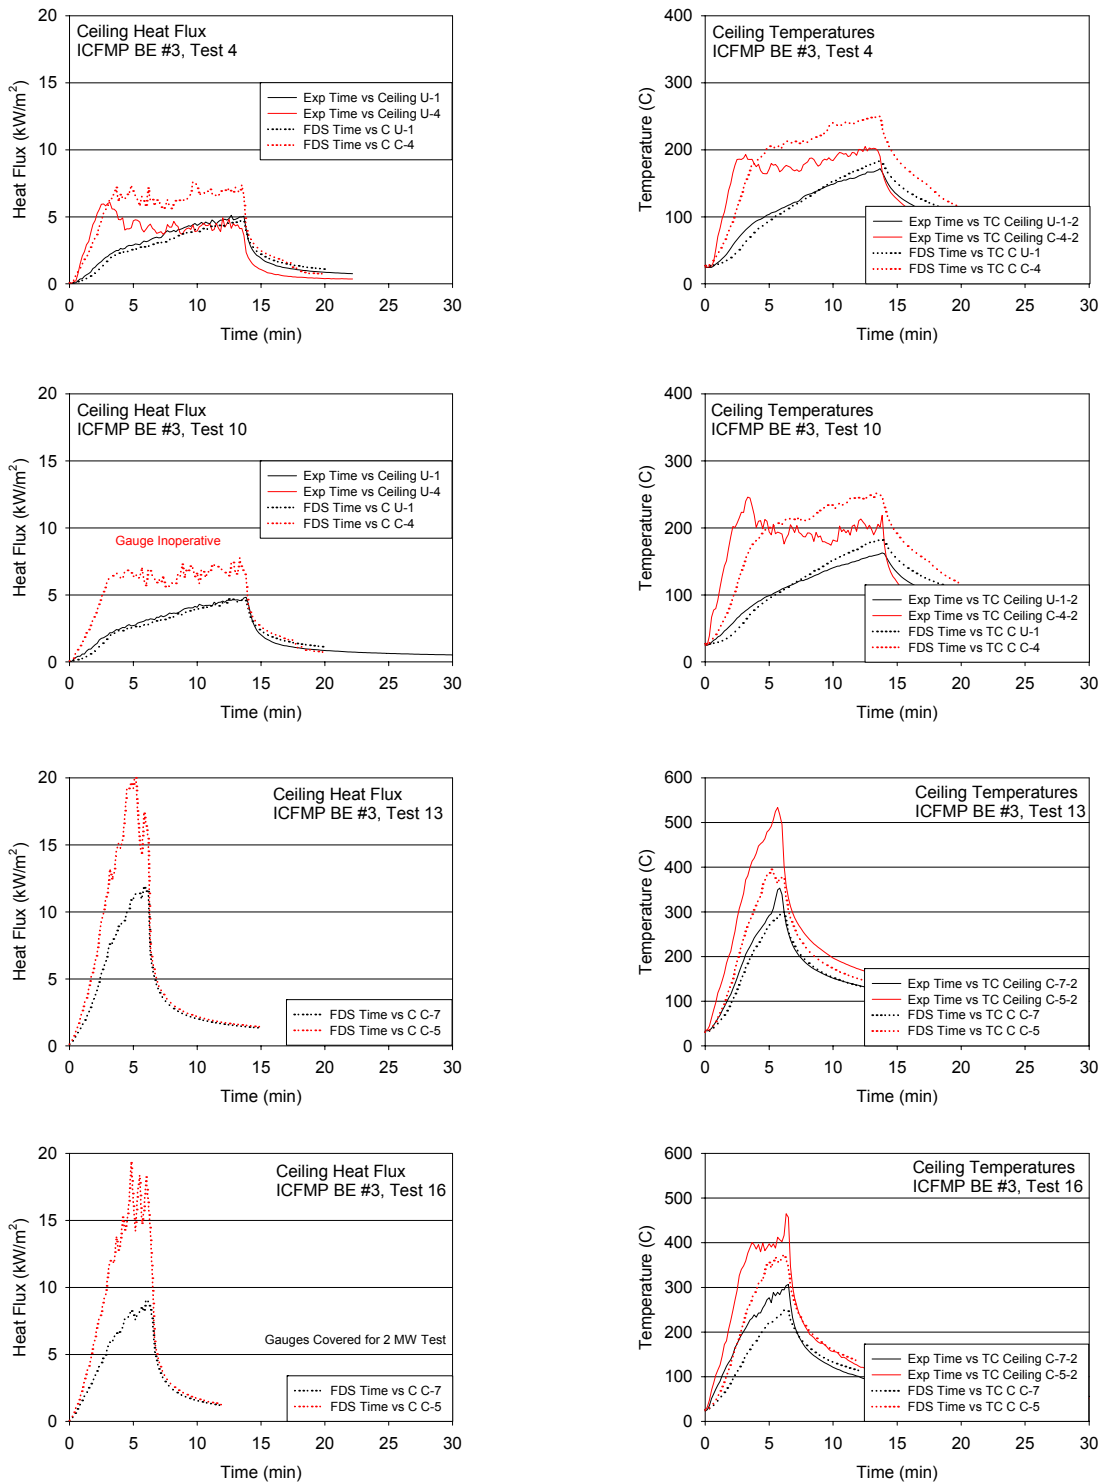 Ceiling Heat Flux
ICFMP BE #3, Test 4
Heat Flux (kW/m²)
20
15
10
5
0
Exp Time vs Ceiling U-1
Exp Time vs Ceiling U-4
FDS Time vs C U-1
FDS Time vs C C-4
0 5 10 15 20 25 30
Time (min)
Ceiling Temperatures
ICFMP BE #3, Test 4
Temperature (C)
400
300
200
100
0
Exp Time vs TC Ceiling U-1-2
Exp Time vs TC Ceiling C-4-2
FDS Time vs TC C U-1
FDS Time vs TC C C-4
0 5 10 15 20 25 30
Time (min)
Ceiling Heat Flux
ICFMP BE #3, Test 10
Heat Flux (kW/m²)
20
15
10
5
0
Exp Time vs Ceiling U-1
Exp Time vs Ceiling U-4
FDS Time vs C U-1
FDS Time vs C C-4
Gauge Inoperative
0 5 10 15 20 25 30
Time (min)
Ceiling Temperatures
ICFMP BE #3, Test 10
Temperature (C)
400
300
200
100
0
Exp Time vs TC Ceiling U-1-2
Exp Time vs TC Ceiling C-4-2
FDS Time vs TC C U-1
FDS Time vs TC C C-4
0 5 10 15 20 25 30
Time (min)
Ceiling Heat Flux
ICFMP BE #3, Test 13
Heat Flux (kW/m²)
20
15
10
5
0
FDS Time vs C C-7
FDS Time vs C C-5
0 5 10 15 20 25 30
Time (min)
Ceiling Temperatures
ICFMP BE #3, Test 13
Temperature (C)
600
500
400
300
200
100
0
Exp Time vs TC Ceiling C-7-2
Exp Time vs TC Ceiling C-5-2
FDS Time vs TC C C-7
FDS Time vs TC C C-5
0 5 10 15 20 25 30
Time (min)
Ceiling Heat Flux
ICFMP BE #3, Test 16
Heat Flux (kW/m²)
20
15
10
5
0
Gauges Covered for 2 MW Test
FDS Time vs C C-7
FDS Time vs C C-5
0 5 10 15 20 25 30
Time (min)
Ceiling Temperatures
ICFMP BE #3, Test 16
Temperature (C)
600
500
400
300
200
100
0
Exp Time vs TC Ceiling C-7-2
Exp Time vs TC Ceiling C-5-2
FDS Time vs TC C C-7
FDS Time vs TC C C-5
0 5 10 15 20 25 30
Time (min)